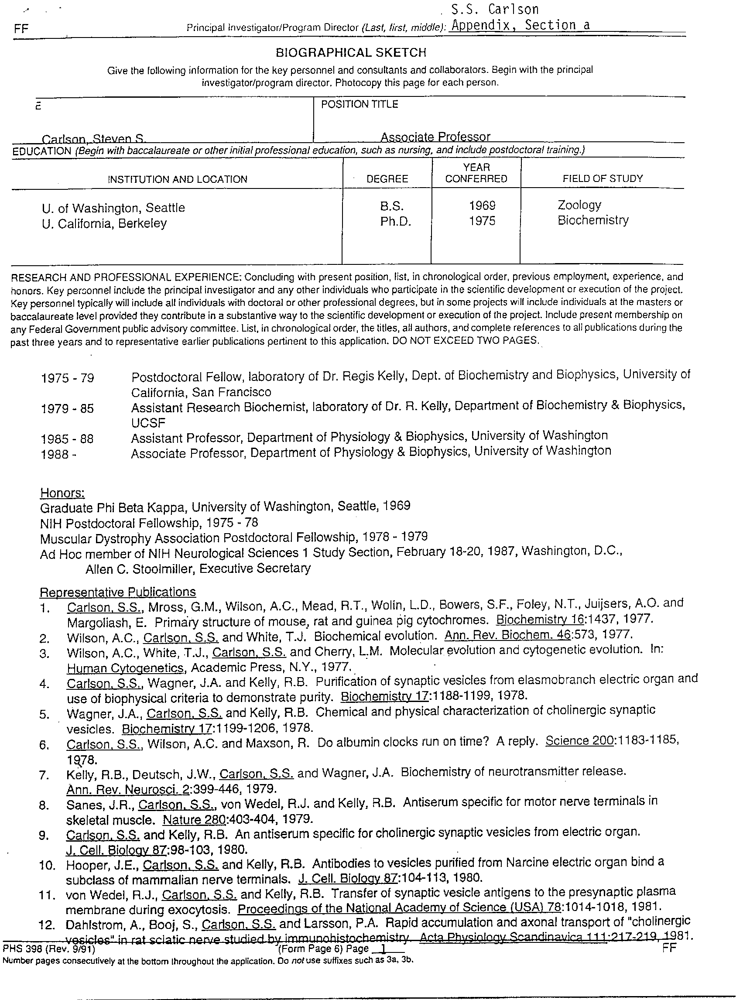 S.S. Carlson
FF Principal Investigator/Program Director (Last, first, middle): Appendix, Section a
BIOGRAPHICAL SKETCH
Give the following information for the key personnel and consultants and collaborators. Begin with the principal
investigator/program director. Photocopy this page for each person.
POSITION TITLE
Carlson, Steven S. Associate Professor
EDUCATION (Begin with baccalaureate or other initial professional education, such as nursing, and include postdoctoral training.)
INSTITUTION AND LOCATION DEGREE YEAR CONFERRED FIELD OF STUDY
U. of Washington, Seattle B.S. 1969 Zoology
U. California, Berkeley Ph.D. 1975 Biochemistry
RESEARCH AND PROFESSIONAL EXPERIENCE: Concluding with present position, list, in chronological order, previous employment, experience, and
honors. Key personnel include the principal investigator and any other individuals who participate in the scientific development or execution of the project.
Key personnel typically will include all individuals with doctoral or other professional degrees, but in some projects will include individuals at the masters or
baccalaureate level provided they contribute in a substantive way to the scientific development or execution of the project. Include present membership on
any Federal Government public advisory committee. List, in chronological order, the titles, all authors, and complete references to all publications during the
past three years and to representative earlier publications pertinent to this application. DO NOT EXCEED TWO PAGES.
1975 - 79 Postdoctoral Fellow, laboratory of Dr. Regis Kelly, Dept. of Biochemistry and Biophysics, University of
California, San Francisco
1979 - 85 Assistant Research Biochemist, laboratory of Dr. R. Kelly, Department of Biochemistry & Biophysics,
UCSF
1985 - 88 Assistant Professor, Department of Physiology & Biophysics, University of Washington
1988 - Associate Professor, Department of Physiology & Biophysics, University of Washington
Honors:
Graduate Phi Beta Kappa, University of Washington, Seattle, 1969
NIH Postdoctoral Fellowship, 1975 - 78
Muscular Dystrophy Association Postdoctoral Fellowship, 1978 - 1979
Ad Hoc member of NIH Neurological Sciences 1 Study Section, February 18-20, 1987, Washington, D.C.,
Allen C. Stoolmiller, Executive Secretary
Representative Publications
1. Carlson, S.S., Mross, G.M., Wilson, A.C., Mead, R.T., Wolin, L.D., Bowers, S.F., Foley, N.T., Juijsers, A.O. and
Margoliash, E. Primary structure of mouse, rat and guinea pig cytochromes. Biochemistry 16:1437, 1977.
2. Wilson, A.C., Carlson, S.S. and White, T.J. Biochemical evolution. Ann. Rev. Biochem. 46:573, 1977.
3. Wilson, A.C., White, T.J., Carlson, S.S. and Cherry, L.M. Molecular evolution and cytogenetic evolution. In:
Human Cytogenetics, Academic Press, N.Y., 1977.
4. Carlson, S.S., Wagner, J.A. and Kelly, R.B. Purification of synaptic vesicles from elasmobranch electric organ and
use of biophysical criteria to demonstrate purity. Biochemistry 17:1188-1199, 1978.
5. Wagner, J.A., Carlson, S.S. and Kelly, R.B. Chemical and physical characterization of cholinergic synaptic
vesicles. Biochemistry 17:1199-1206, 1978.
6. Carlson, S.S., Wilson, A.C. and Maxson, R. Do albumin clocks run on time? A reply. Science 200:1183-1185,
1978.
7. Kelly, R.B., Deutsch, J.W., Carlson, S.S. and Wagner, J.A. Biochemistry of neurotransmitter release.
Ann. Rev. Neurosci. 2:399-446, 1979.
8. Sanes, J.R., Carlson, S.S., von Wedel, R.J. and Kelly, R.B. Antiserum specific for motor nerve terminals in
skeletal muscle. Nature 280:403-404, 1979.
9. Carlson, S.S. and Kelly, R.B. An antiserum specific for cholinergic synaptic vesicles from electric organ.
J. Cell. Biology 87:98-103, 1980.
10. Hooper, J.E., Carlson, S.S. and Kelly, R.B. Antibodies to vesicles purified from Narcine electric organ bind a
subclass of mammalian nerve terminals. J. Cell. Biology 87:104-113, 1980.
11. von Wedel, R.J., Carlson, S.S. and Kelly, R.B. Transfer of synaptic vesicle antigens to the presynaptic plasma
membrane during exocytosis. Proceedings of the National Academy of Science (USA) 78:1014-1018, 1981.
12. Dahlstrom, A., Booj, S., Carlson, S.S. and Larsson, P.A. Rapid accumulation and axonal transport of "cholinergic
vesicles" in rat sciatic nerve studied by immunohistochemistry. Acta Physiology Scandinavica 111:217-219, 1981.
PHS 398 (Rev. 9/91) (Form Page 6) Page 1 FF
Number pages consecutively at the bottom throughout the application. Do not use suffixes such as 3a, 3b.